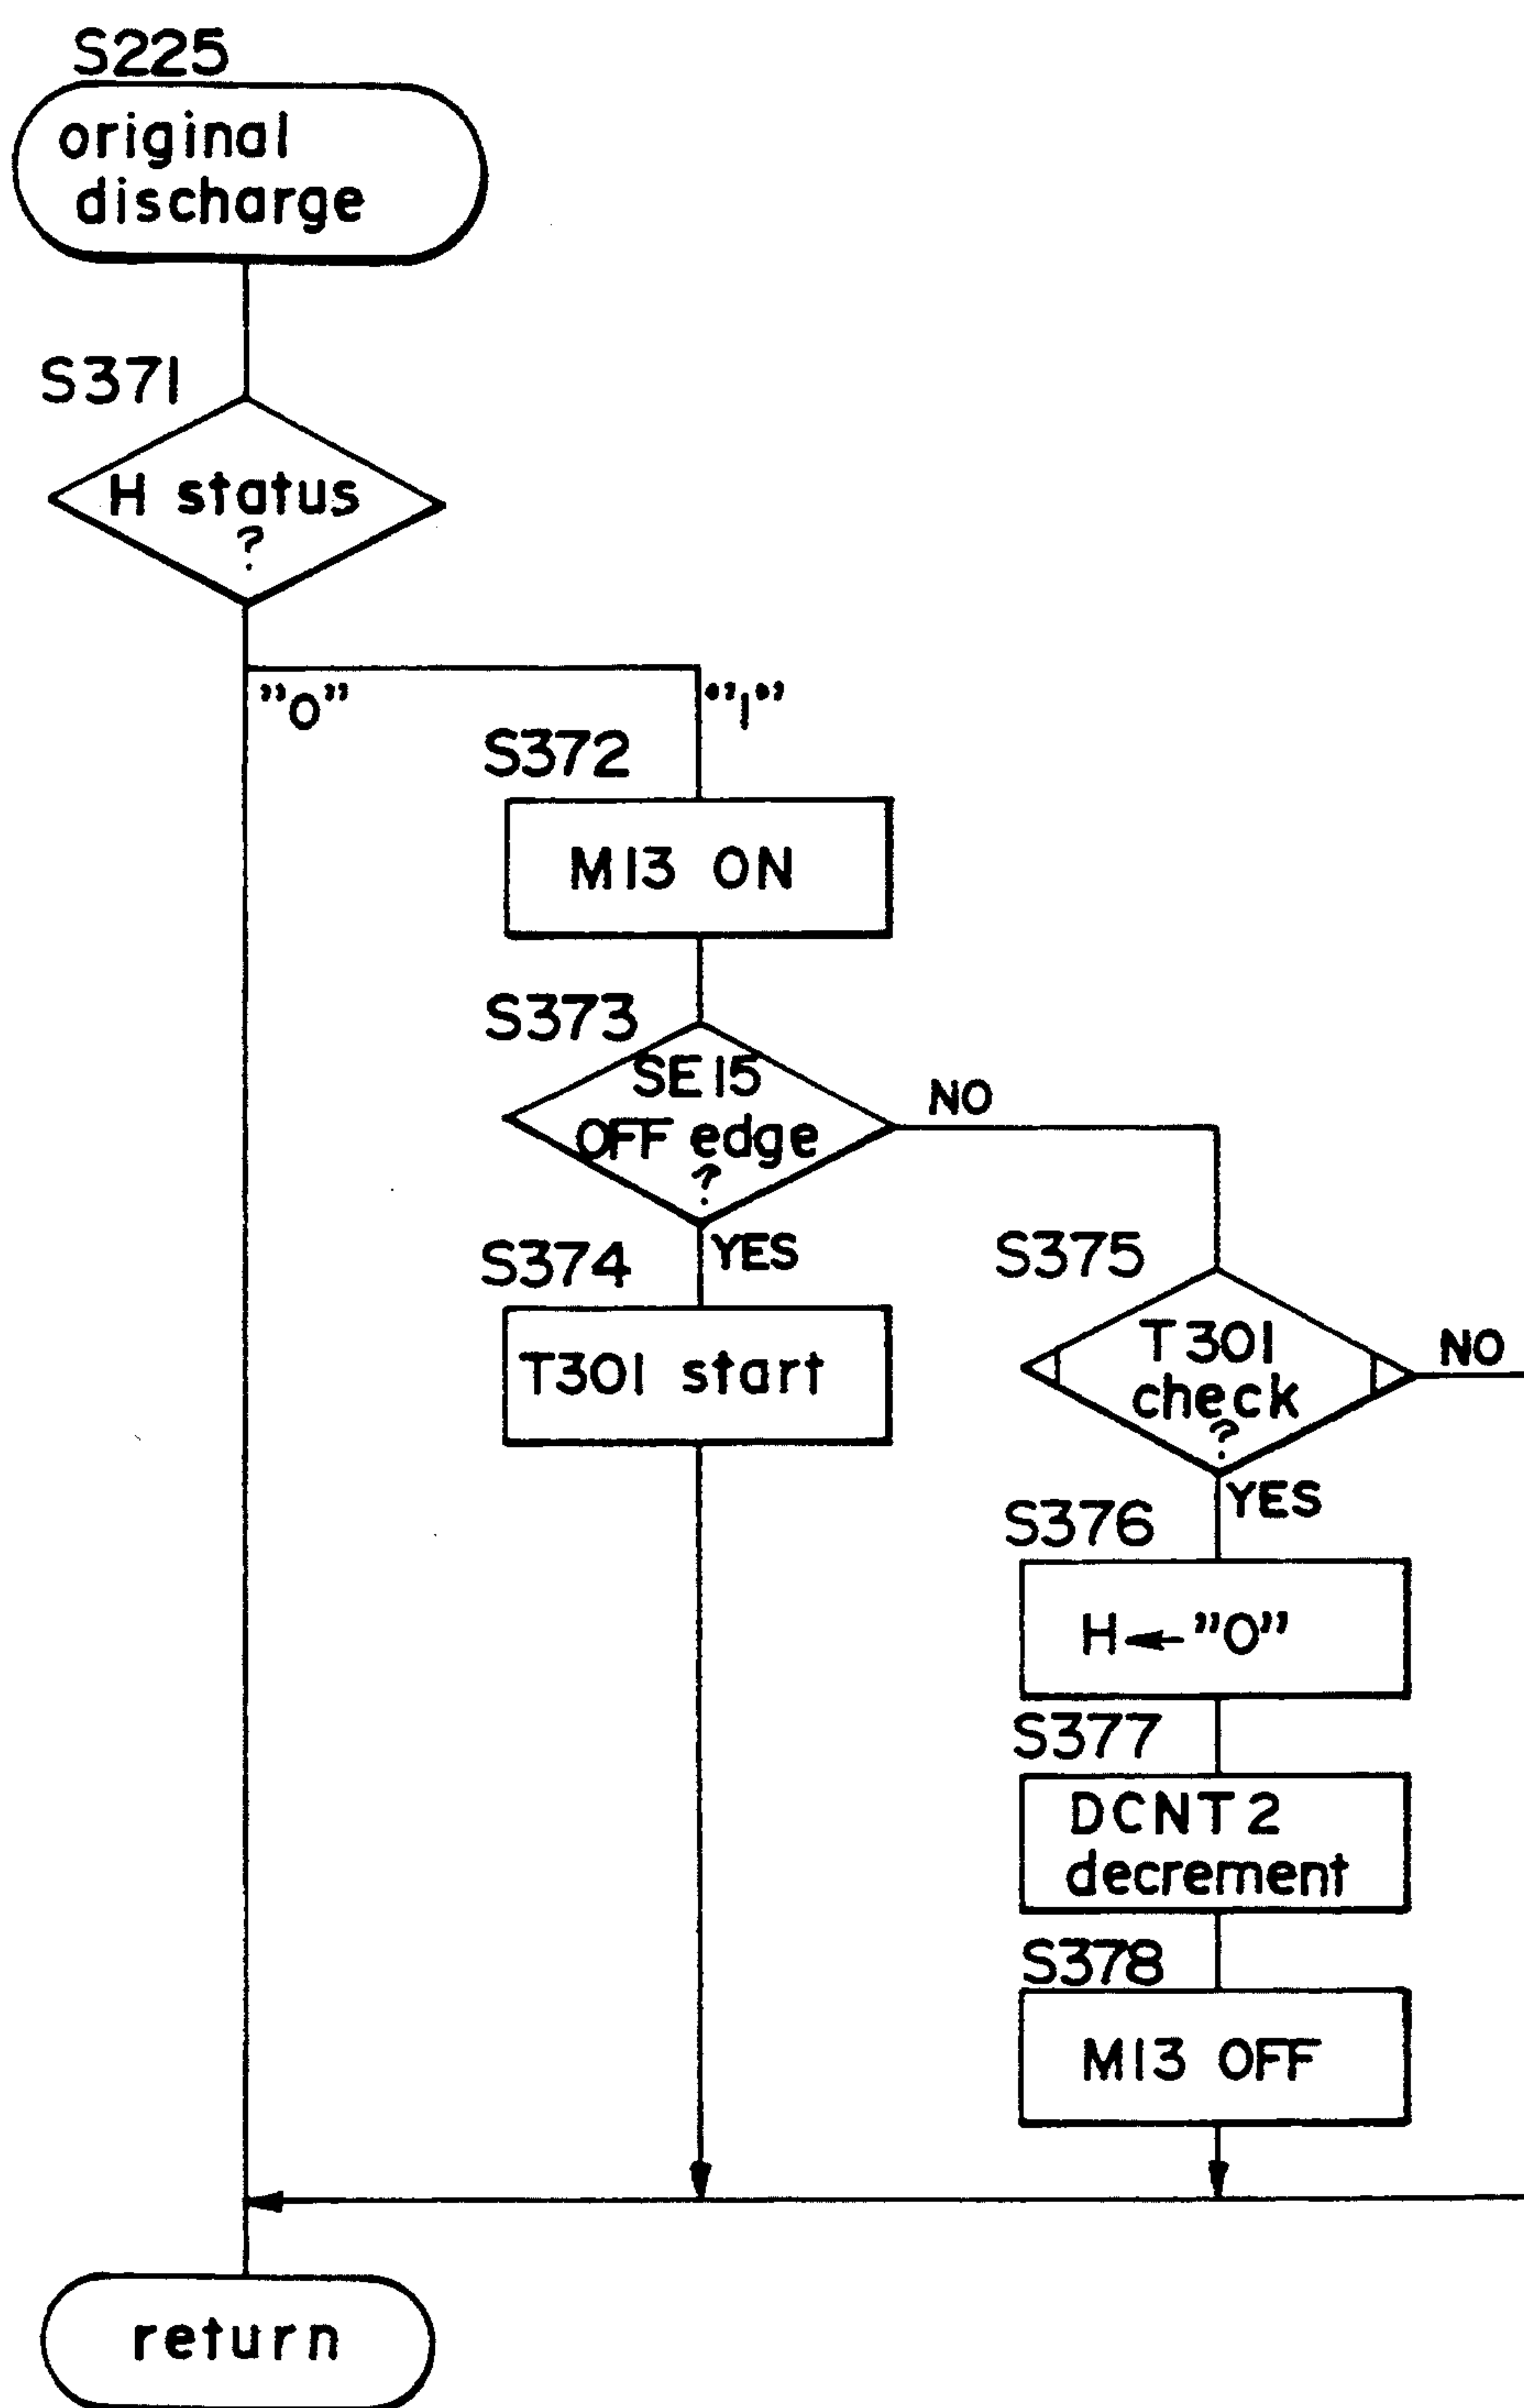 S225
original
discharge
S371
H status
?
"0"
"1"
S372
M13 ON
S373
SE15
OFF edge
?
NO
YES
S374
T301 start
S375
T301
check
?
NO
YES
S376
H ← "0"
S377
DCNT2
decrement
S378
M13 OFF
return